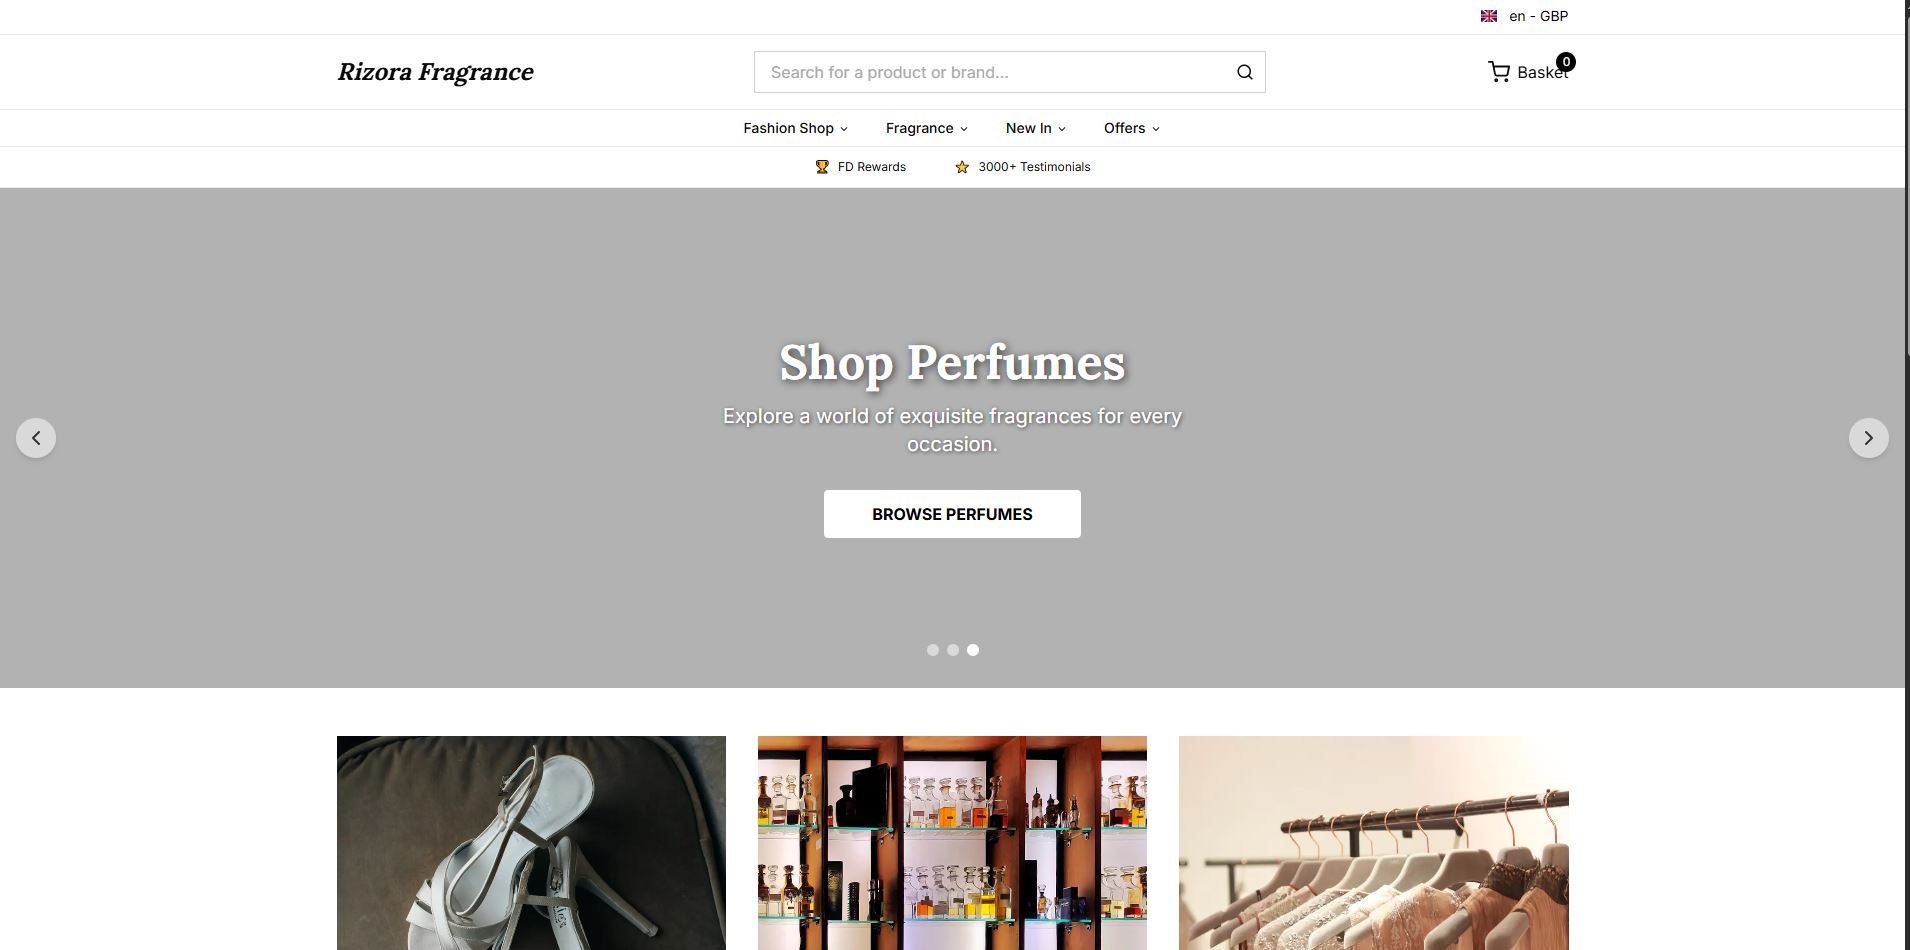 en - GBP
Rizora Fragrance
Search for a product or brand...
Basket
0
Fashion Shop
Fragrance
New In
Offers
FD Rewards
3000+ Testimonials
Shop Perfumes
Explore a world of exquisite fragrances for every
occasion.
BROWSE PERFUMES